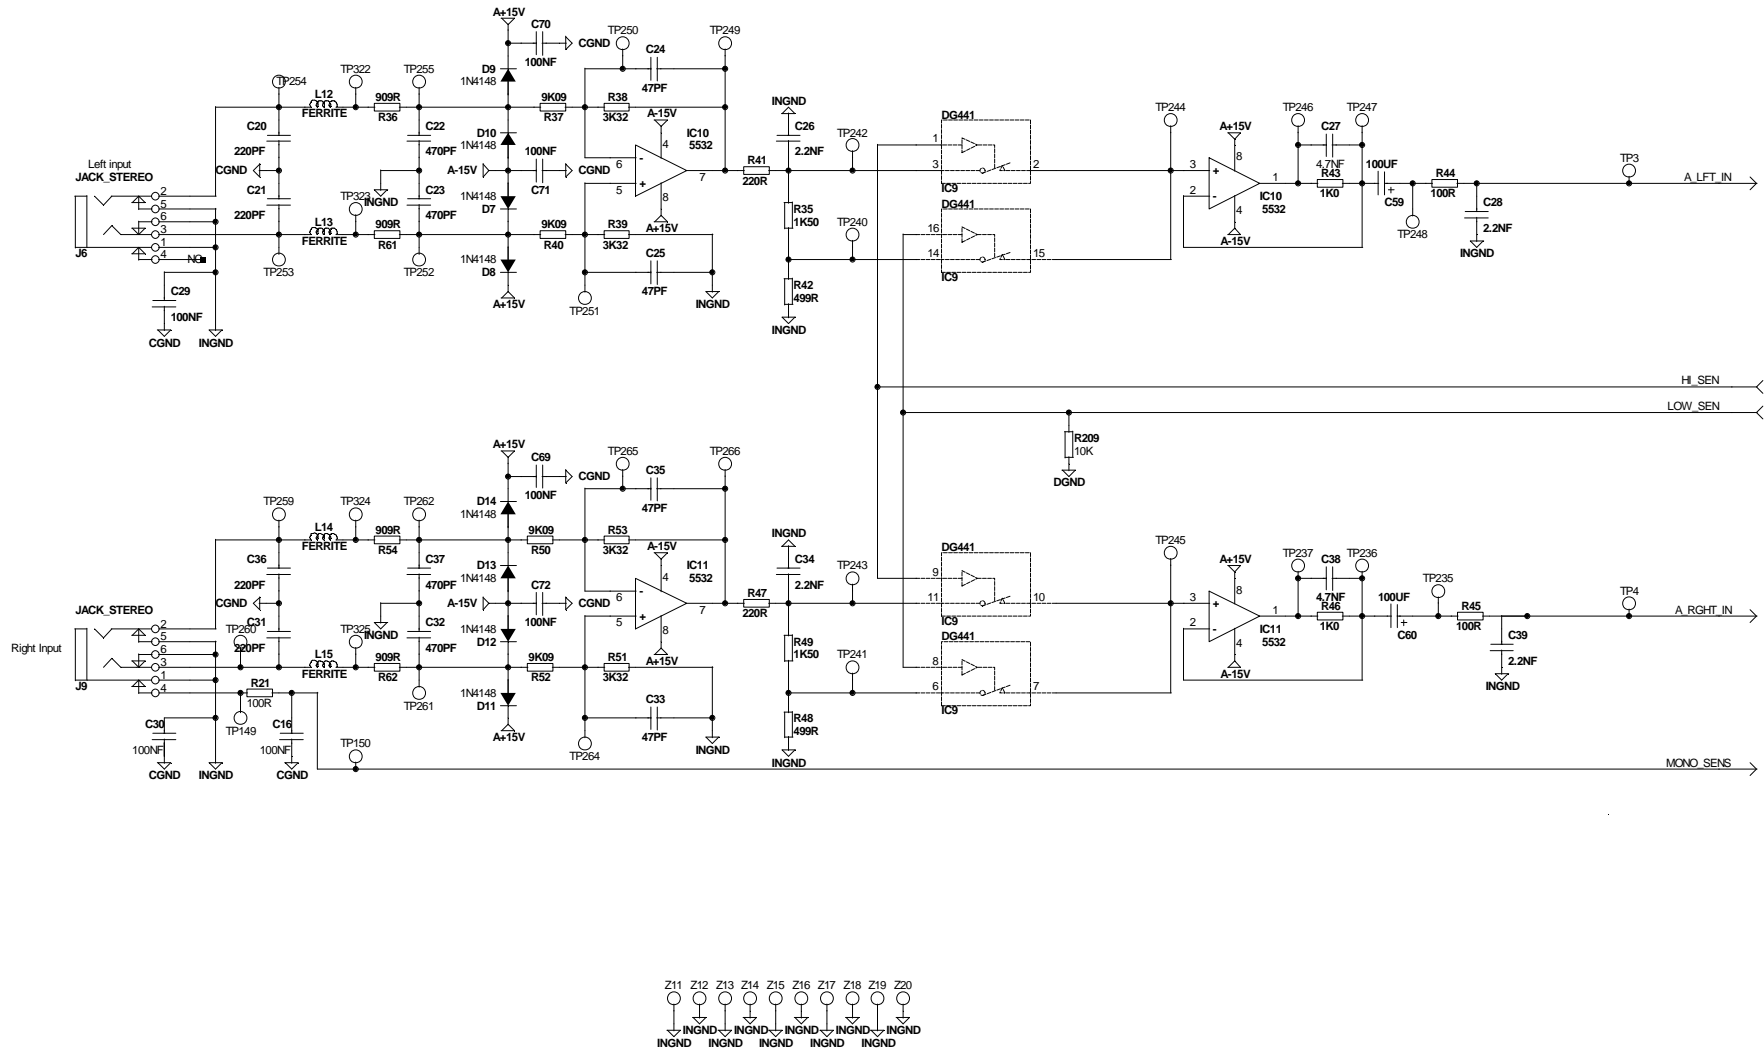 A+15V
C70
100NF
CGND
TP250
C24
47PF
TP249
TP254
TP322
TP255
D9
1N4148
L12
FERRITE
909R
R36
9K09
R37
R38
3K32
A-15V
INGND
C26
2.2NF
C20
220PF
C22
470PF
D10
1N4148
100NF
CGND
C71
A-15V
4
6
5
-
+
7
8
IC10
5532
A+15V
R41
220R
TP242
DG441
1
3
2
IC9
TP244
A+15V
3
2
+
-
8
4
1
IC10
5532
A-15V
TP246
C27
4.7NF
R43
1K0
TP247
100UF
+
C59
TP248
R44
100R
C28
2.2NF
INGND
TP3
A_LFT_IN
Left input
JACK_STEREO
CGND
C21
220PF
TP323
INGND
C23
470PF
1N4148
D7
2
5
6
3
1
4
NC
J6
L13
FERRITE
909R
R61
9K09
R40
R39
3K32
R35
1K50
TP240
DG441
16
14
15
IC9
TP253
TP252
1N4148
D8
A+15V
TP251
C25
47PF
INGND
R42
499R
INGND
C29
100NF
CGND
INGND
HI_SEN
LOW_SEN
R209
10K
DGND
A+15V
C69
100NF
CGND
TP265
C35
47PF
TP266
TP259
TP324
TP262
D14
1N4148
L14
FERRITE
909R
R54
9K09
R50
R53
3K32
A-15V
INGND
C34
2.2NF
C36
220PF
C37
470PF
D13
1N4148
C72
100NF
CGND
A-15V
4
6
5
-
+
7
8
IC11
5532
A+15V
R47
220R
TP243
DG441
9
11
10
IC9
TP245
A+15V
3
2
+
-
8
4
1
IC11
5532
A-15V
TP237
C38
4.7NF
R46
1K0
TP236
100UF
+
C60
TP235
R45
100R
C39
2.2NF
INGND
TP4
A_RGHT_IN
JACK_STEREO
Right Input
CGND
C31
220PF
TP260
TP325
INGND
C32
470PF
1N4148
D12
2
5
6
3
1
4
J9
L15
FERRITE
909R
R62
9K09
R52
R51
3K32
R49
1K50
TP241
DG441
8
6
7
IC9
R21
100R
TP149
TP261
1N4148
D11
A+15V
TP264
C33
47PF
INGND
R48
499R
INGND
C30
100NF
CGND
INGND
C16
100NF
CGND
TP150
MONO_SENS
Z11 Z12 Z13 Z14 Z15 Z16 Z17 Z18 Z19 Z20
INGND INGND INGND INGND INGND
INGND INGND INGND INGND INGND